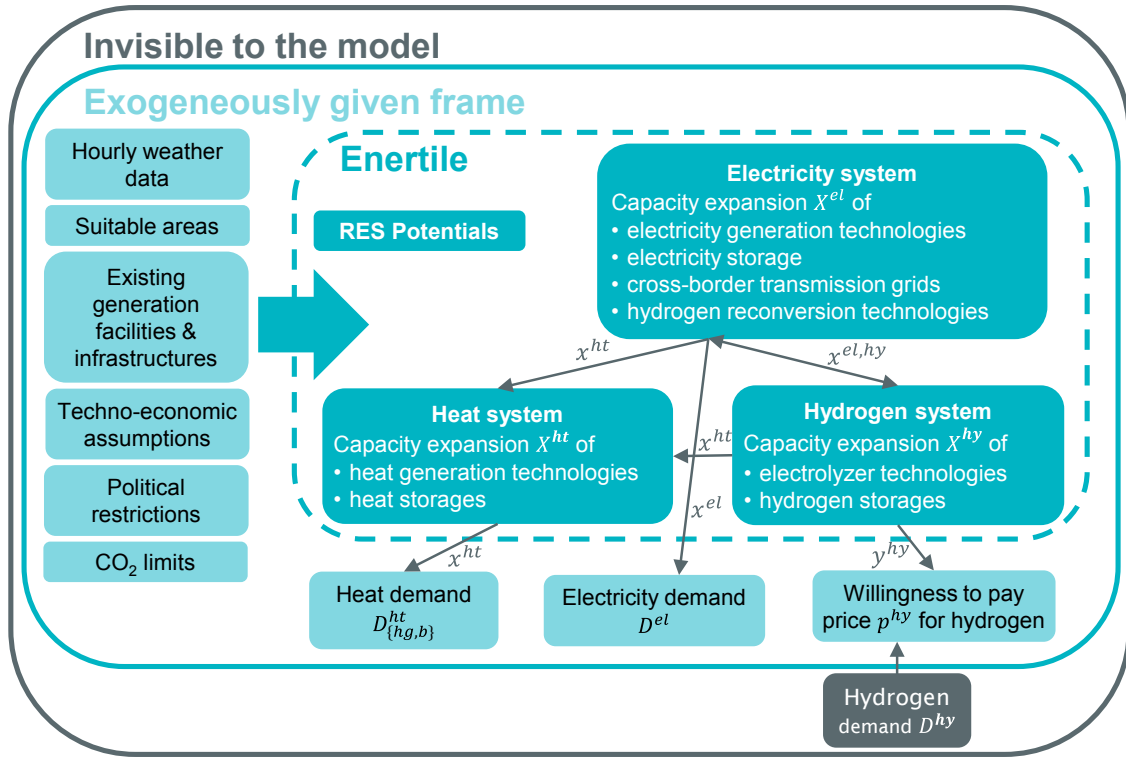 Invisible to the model
Exogeneously given frame
Hourly weather
data
Suitable areas
Existing
generation
facilities &
infrastructures
Techno-economic
assumptions
Political
restrictions
CO₂ limits
Enertile
RES Potentials
Electricity system
Capacity expansion X^{el} of
• electricity generation technologies
• electricity storage
• cross-border transmission grids
• hydrogen reconversion technologies
x^{ht}
x^{el,hy}
Heat system
Capacity expansion X^{ht} of
• heat generation technologies
• heat storages
x^{ht}
Hydrogen system
Capacity expansion X^{hy} of
• electrolyzer technologies
• hydrogen storages
x^{el}
x^{ht}
y^{hy}
Heat demand
D^{ht}_{\{hg,b\}}
Electricity demand
D^{el}
Willingness to pay
price p^{hy} for hydrogen
Hydrogen
demand D^{hy}